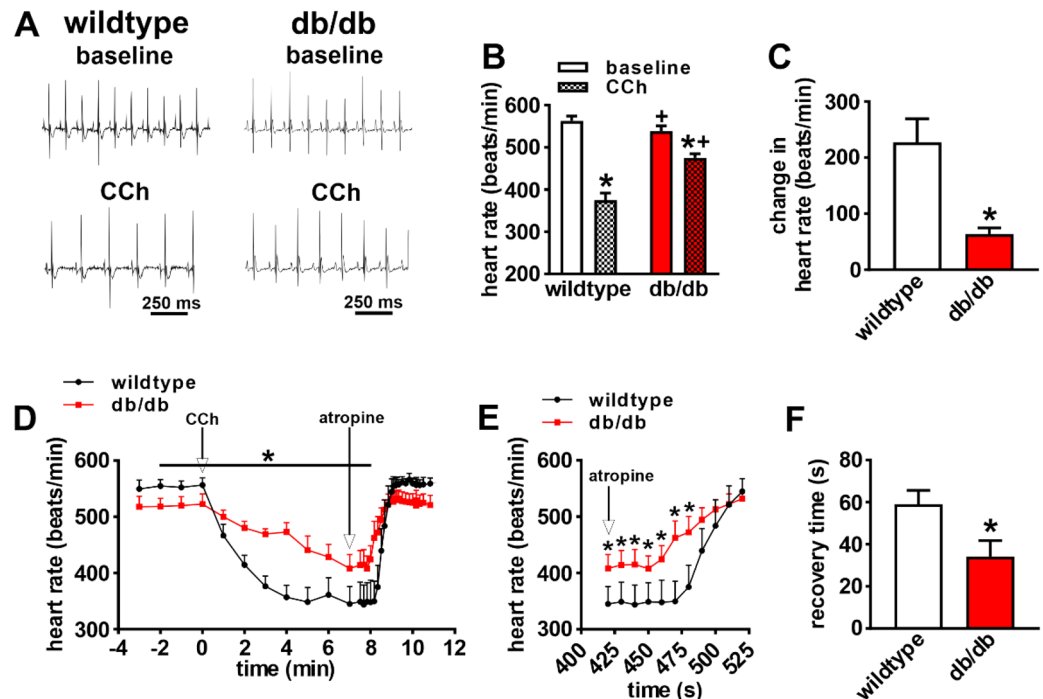 A
wildtype
baseline
db/db
baseline
CCh
CCh
250 ms
250 ms
B
baseline
CCh
heart rate (beats/min)
600
500
400
300
200
*
+
*+
wildtype
db/db
C
change in
heart rate (beats/min)
300
200
100
0
*
wildtype
db/db
D
wildtype
db/db
CCh
atropine
*
heart rate (beats/min)
600
500
400
300
-4 -2 0 2 4 6 8 10 12
time (min)
E
wildtype
db/db
atropine
* * * * * * *
heart rate (beats/min)
600
500
400
300
400 425 450 475 500 525
time (s)
F
recovery time (s)
80
60
40
20
0
*
wildtype
db/db